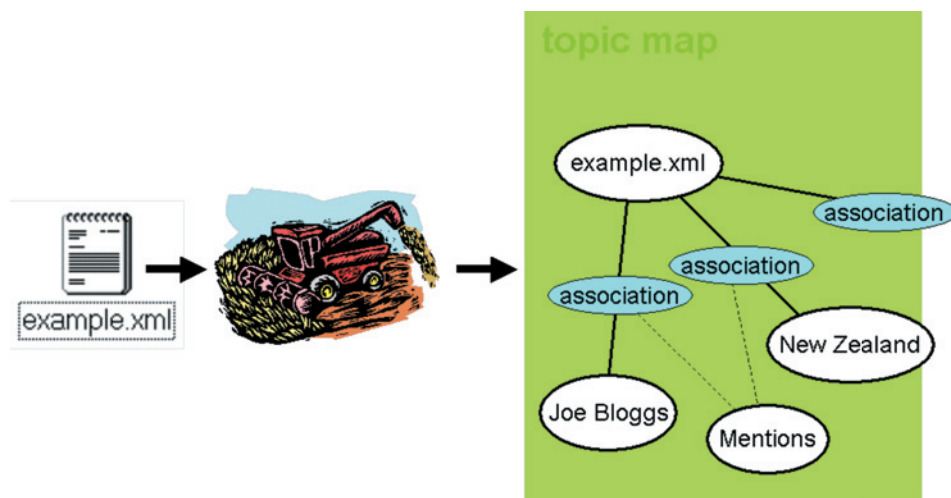 topic map
example.xml
association
association
association
example.xml
New Zealand
Joe Bloggs
Mentions